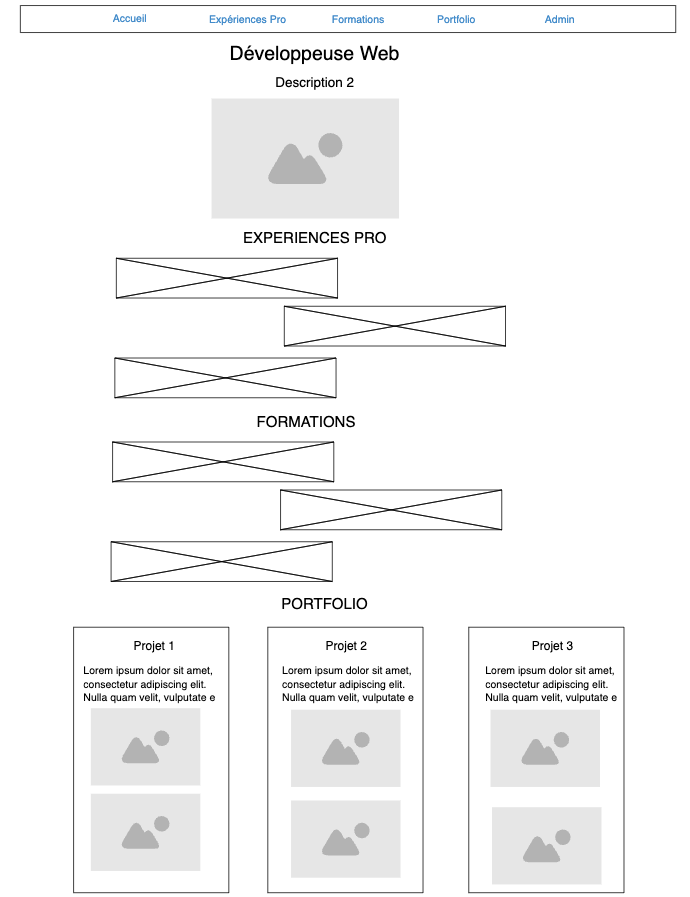 Accueil Expériences Pro Formations Portfolio Admin
Développeuse Web
Description 2
EXPERIENCES PRO
FORMATIONS
PORTFOLIO
Projet 1
Lorem ipsum dolor sit amet,
consectetur adipiscing elit.
Nulla quam velit, vulputate e
Projet 2
Lorem ipsum dolor sit amet,
consectetur adipiscing elit.
Nulla quam velit, vulputate e
Projet 3
Lorem ipsum dolor sit amet,
consectetur adipiscing elit.
Nulla quam velit, vulputate e